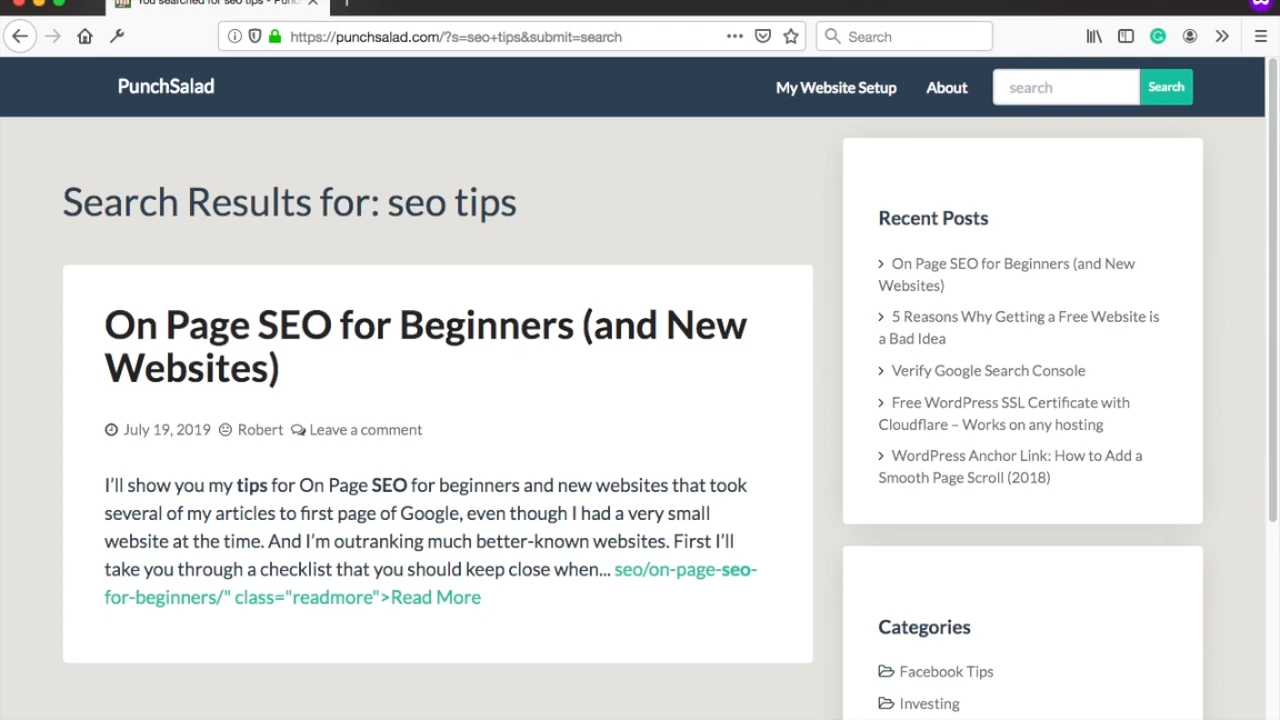 You searched for seo tips - Punch
https://punchsalad.com/?s=seo+tips&submit=search
Search
PunchSalad
My Website Setup
About
search
Search
Search Results for: seo tips
On Page SEO for Beginners (and New
Websites)
July 19, 2019
Robert
Leave a comment
I'll show you my tips for On Page SEO for beginners and new websites that took
several of my articles to first page of Google, even though I had a very small
website at the time. And I'm outranking much better-known websites. First I'll
take you through a checklist that you should keep close when... seo/on-page-seo-
for-beginners/" class="readmore">Read More
Recent Posts
On Page SEO for Beginners (and New
Websites)
5 Reasons Why Getting a Free Website is
a Bad Idea
Verify Google Search Console
Free WordPress SSL Certificate with
Cloudflare – Works on any hosting
WordPress Anchor Link: How to Add a
Smooth Page Scroll (2018)
Categories
Facebook Tips
Investing